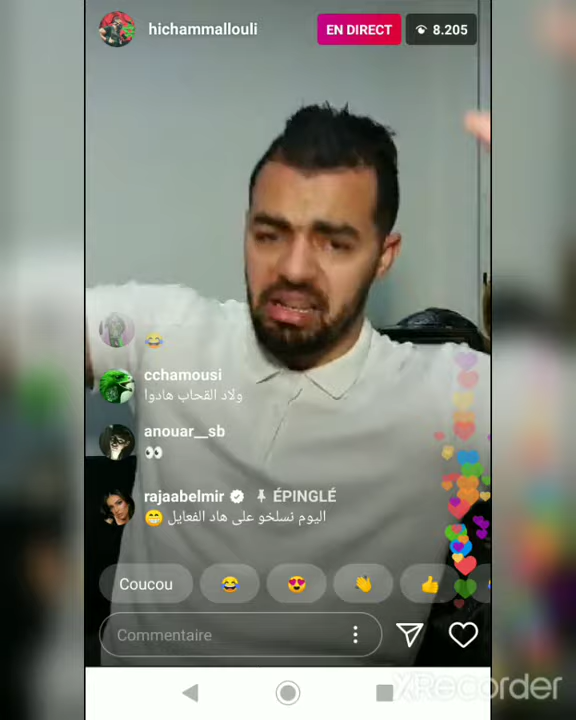 hichammallouli
EN DIRECT
8.205
😂
cchamousi
ولاد القحاب هادوا
anouar__sb
👀
rajaabelmir ÉPINGLÉ
اليوم نسلخو على هاد الفعايل 😁
Coucou 😂 😍 👏 👍
Commentaire
XRecorder